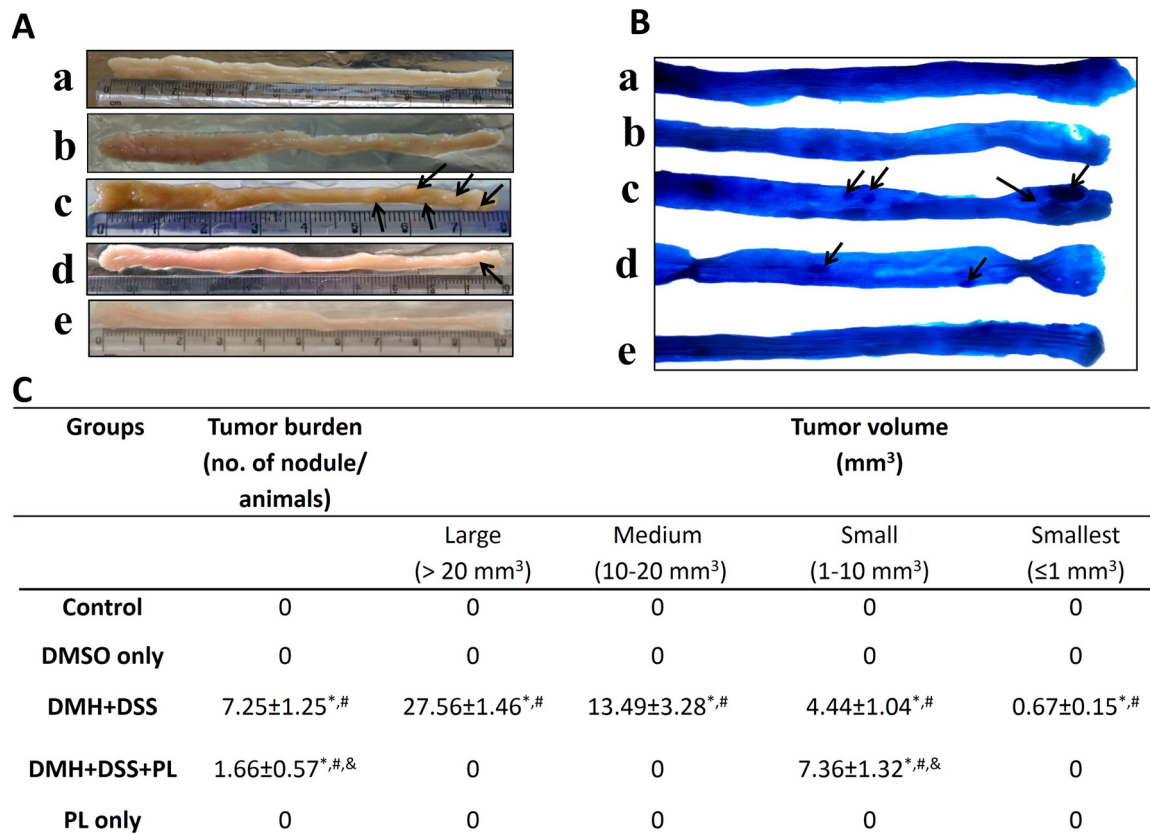 A
B
a
b
c
d
e
a
b
c
d
e
cm
C
Groups Tumor burden Tumor volume
(no. of nodule/ (mm³)
animals)
Large Medium Small Smallest
(> 20 mm³) (10-20 mm³) (1-10 mm³) (≤1 mm³)
Control 0 0 0 0 0
DMSO only 0 0 0 0 0
DMH+DSS 7.25±1.25*,# 27.56±1.46*,# 13.49±3.28*,# 4.44±1.04*,# 0.67±0.15*,#
DMH+DSS+PL 1.66±0.57*,#,& 0 0 7.36±1.32*,#,& 0
PL only 0 0 0 0 0